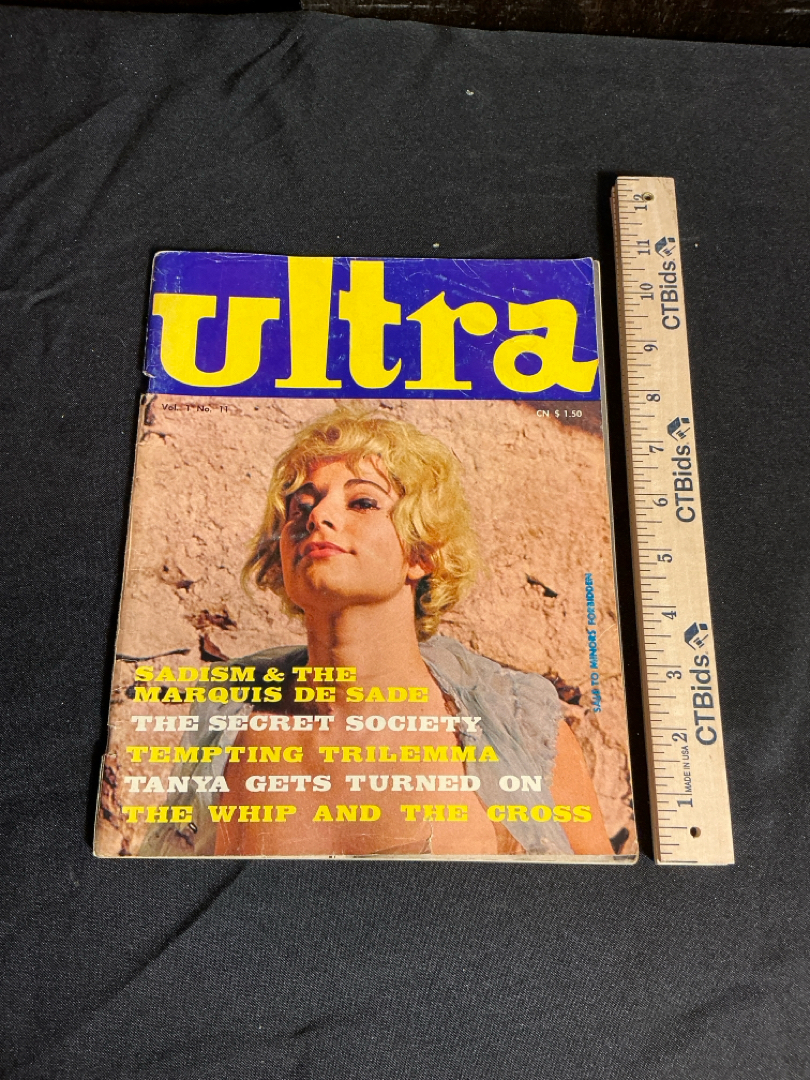 ultra
Vol. 1 No. 11
CN $ 1.50
SALE TO MINORS FORBIDDEN
SADISM & THE
MARQUIS DE SADE
THE SECRET SOCIETY
TEMPTING TRILEMMA
TANYA GETS TURNED ON
THE WHIP AND THE CROSS
1 2 3 4 5 6 7 8 9 10 11 12
MADE IN USA
CTBids
CTBids
CTBids